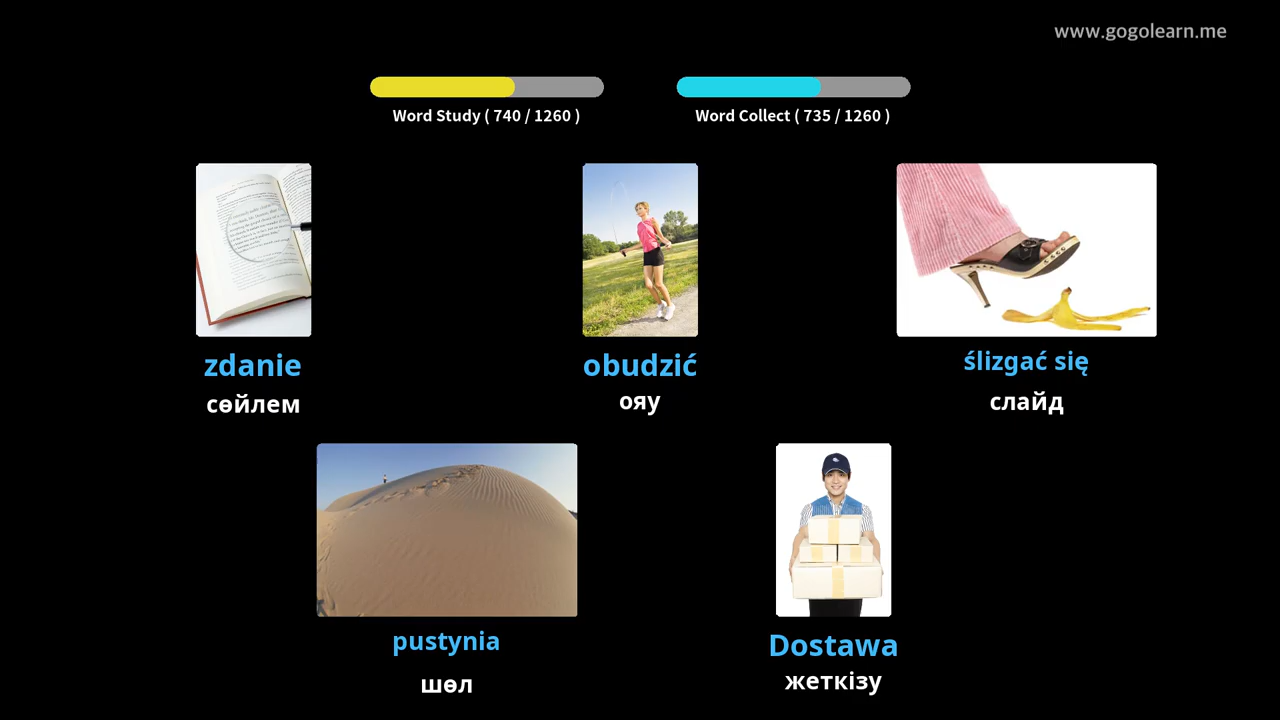 www.gogolearn.me
Word Study ( 740 / 1260 )
Word Collect ( 735 / 1260 )
zdanie
obudzić
ślizgać się
сөйлем
ояу
слайд
pustynia
Dostawa
шөл
жеткізу